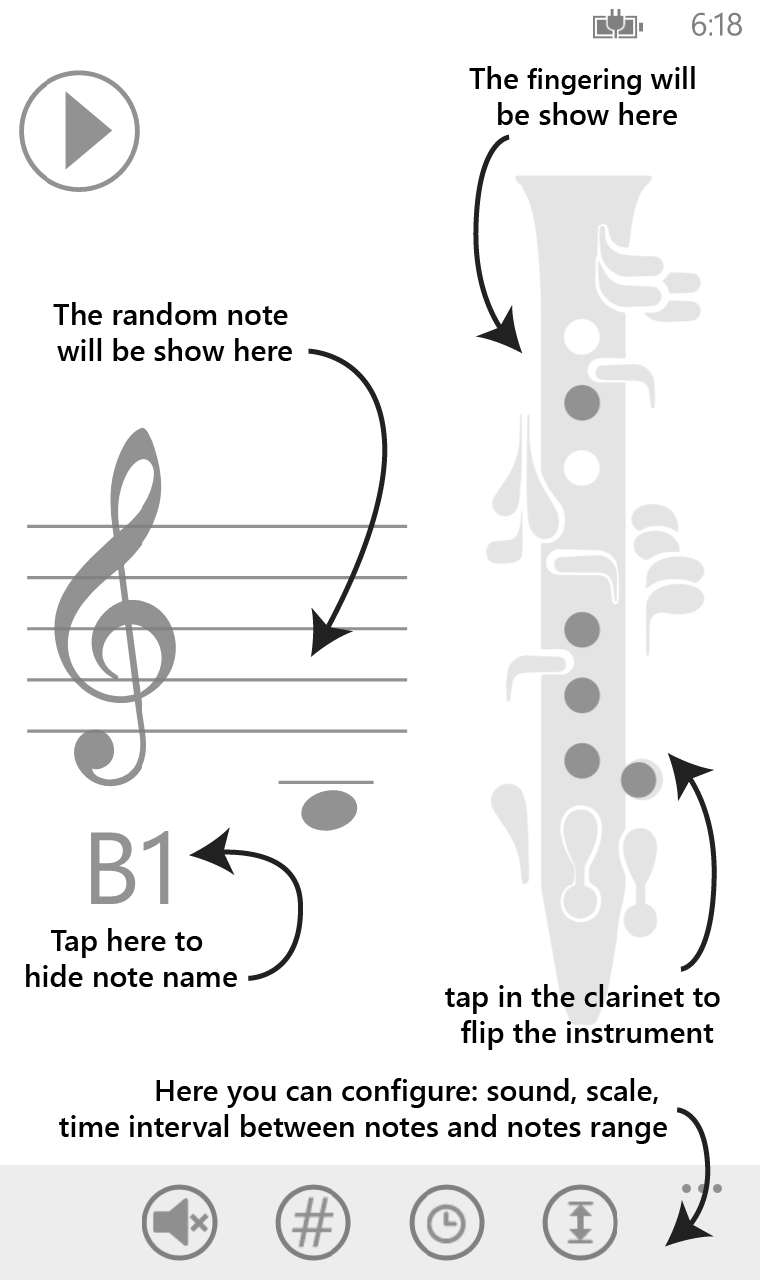 6:18
The fingering will
be show here
The random note
will be show here
B1
Tap here to
hide note name
tap in the clarinet to
flip the instrument
Here you can configure: sound, scale,
time interval between notes and notes range
#